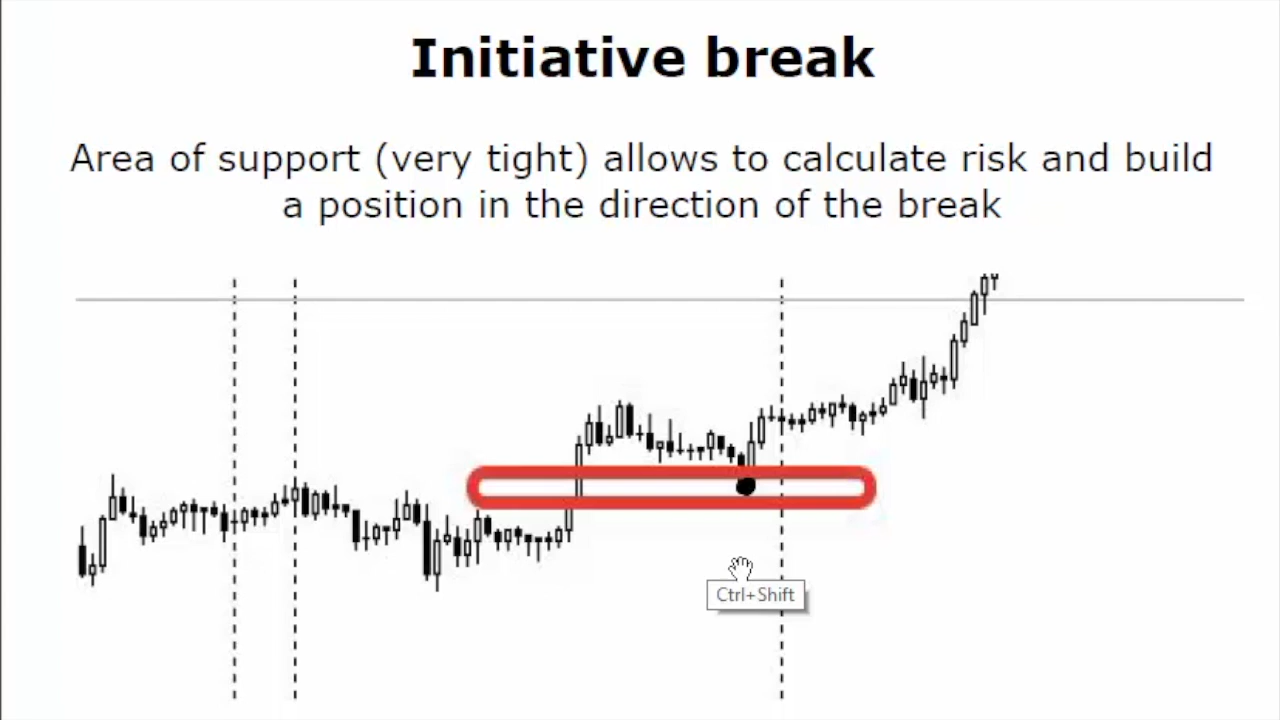 Initiative break
Area of support (very tight) allows to calculate risk and build
a position in the direction of the break
Ctrl+Shift